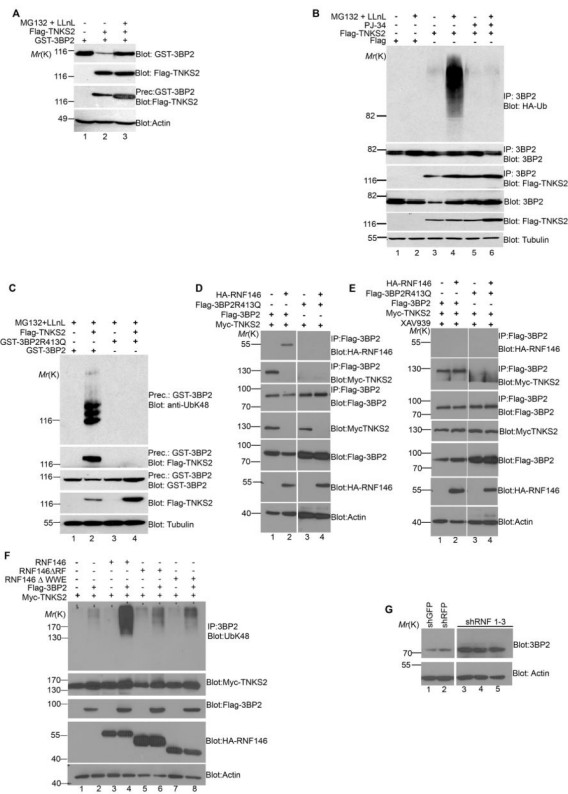 A
MG132 + LLnL - - +
Flag-TNKS2 - + +
GST-3BP2 + + +
Mr(K)
116
Blot: GST-3BP2
116
Blot: Flag-TNKS2
116
Prec:GST-3BP2
Blot:Flag-TNKS2
49
Blot:Actin
1 2 3
B
MG132 + LLnL - + - + - +
PJ-34 - - - - + +
Flag-TNKS2 - - + + + +
Flag + + - - - -
Mr(K)
82
IP: 3BP2
Blot: HA-Ub
82
IP: 3BP2
Blot: 3BP2
116
IP: 3BP2
Blot: Flag-TNKS2
82
Blot: 3BP2
116
Blot: Flag-TNKS2
55
Blot: Tubulin
1 2 3 4 5 6
C
MG132+LLnL + + + +
Flag-TNKS2 - + - +
GST-3BP2R413Q - - + +
GST-3BP2 + + - -
Mr(K)
116
Prec.: GST-3BP2
Blot: anti-UbK48
116
Prec.: GST-3BP2
Blot: Flag-TNKS2
Prec.: GST-3BP2
116
Blot: GST-3BP2
116
Blot: Flag-TNKS2
55
Blot: Tubulin
1 2 3 4
D
HA-RNF146 - + - +
Flag-3BP2R413Q - - + +
Flag-3BP2 + + - -
Myc-TNKS2 + + + +
Mr(K)
55
IP:Flag-3BP2
Blot:HA-RNF146
130
IP:Flag-3BP2
Blot:Myc-TNKS2
100
IP:Flag-3BP2
Blot:Flag-3BP2
130
Blot:MycTNKS2
100
70
Blot:Flag-3BP2
55
Blot:HA-RNF146
40
Blot:Actin
1 2 3 4
E
HA-RNF146 - + - +
Flag-3BP2R413Q - - + +
Flag-3BP2 + + - -
Myc-TNKS2 + + + +
XAV939 + + + +
Mr(K)
55
IP:Flag-3BP2
Blot:HA-RNF146
130
IP:Flag-3BP2
Blot:Myc-TNKS2
100
IP:Flag-3BP2
70
Blot:Flag-3BP2
130
Blot:MycTNKS2
100
Blot:Flag-3BP2
70
55
Blot:HA-RNF146
55
40
Blot:Actin
1 2 3 4
F
RNF146 - - + + - - - -
RNF146ΔRF - - - - + + - -
RNF146 Δ WWE - - - - - - + +
Flag-3BP2 - + - + - + - +
Myc-TNKS2 + + + + + + + +
Mr(K)
170
130
IP:3BP2
Blot:UbK48
170
130
Blot:Myc-TNKS2
100
Blot:Flag-3BP2
55
Blot:HA-RNF146
40
40
Blot:Actin
1 2 3 4 5 6 7 8
G
shGFP shRFP shRNF 1-3
Mr(K)
70
Blot:3BP2
55
Blot: Actin
1 2 3 4 5